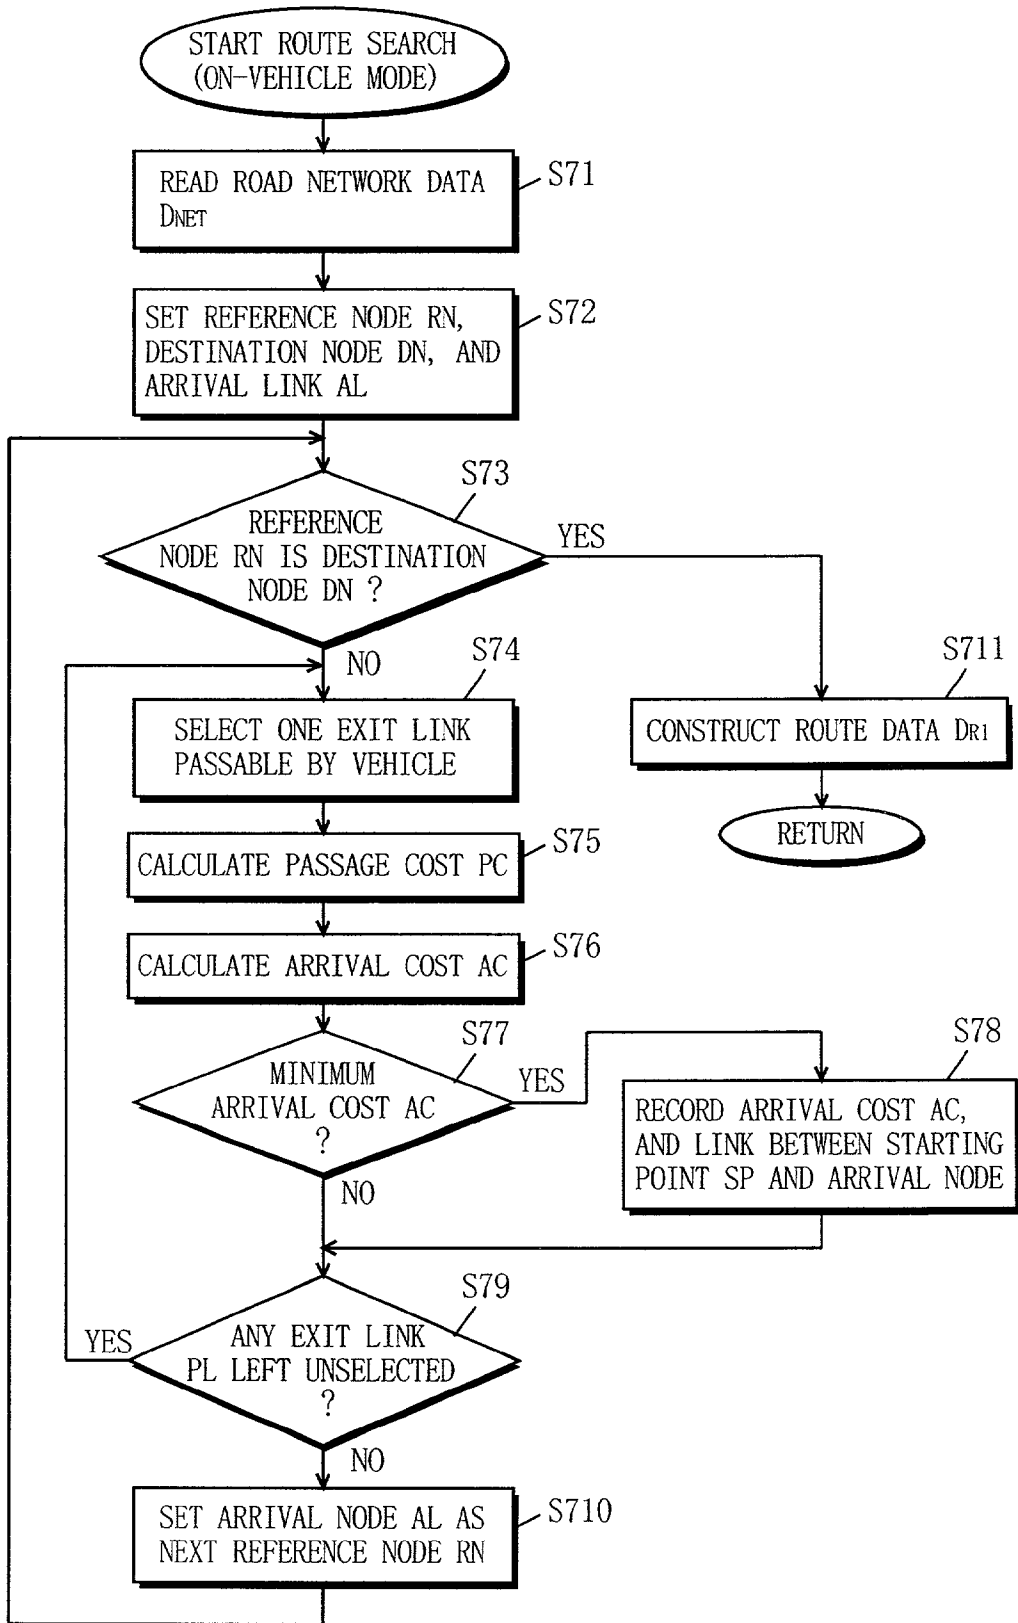 START ROUTE SEARCH
(ON-VEHICLE MODE)
READ ROAD NETWORK DATA
DNET
S71
SET REFERENCE NODE RN,
DESTINATION NODE DN, AND
ARRIVAL LINK AL
S72
REFERENCE
NODE RN IS DESTINATION
NODE DN ?
S73
YES
NO
SELECT ONE EXIT LINK
PASSABLE BY VEHICLE
S74
CONSTRUCT ROUTE DATA DR1
S711
RETURN
CALCULATE PASSAGE COST PC
S75
CALCULATE ARRIVAL COST AC
S76
MINIMUM
ARRIVAL COST AC
?
S77
YES
NO
RECORD ARRIVAL COST AC,
AND LINK BETWEEN STARTING
POINT SP AND ARRIVAL NODE
S78
ANY EXIT LINK
PL LEFT UNSELECTED
?
S79
YES
NO
SET ARRIVAL NODE AL AS
NEXT REFERENCE NODE RN
S710